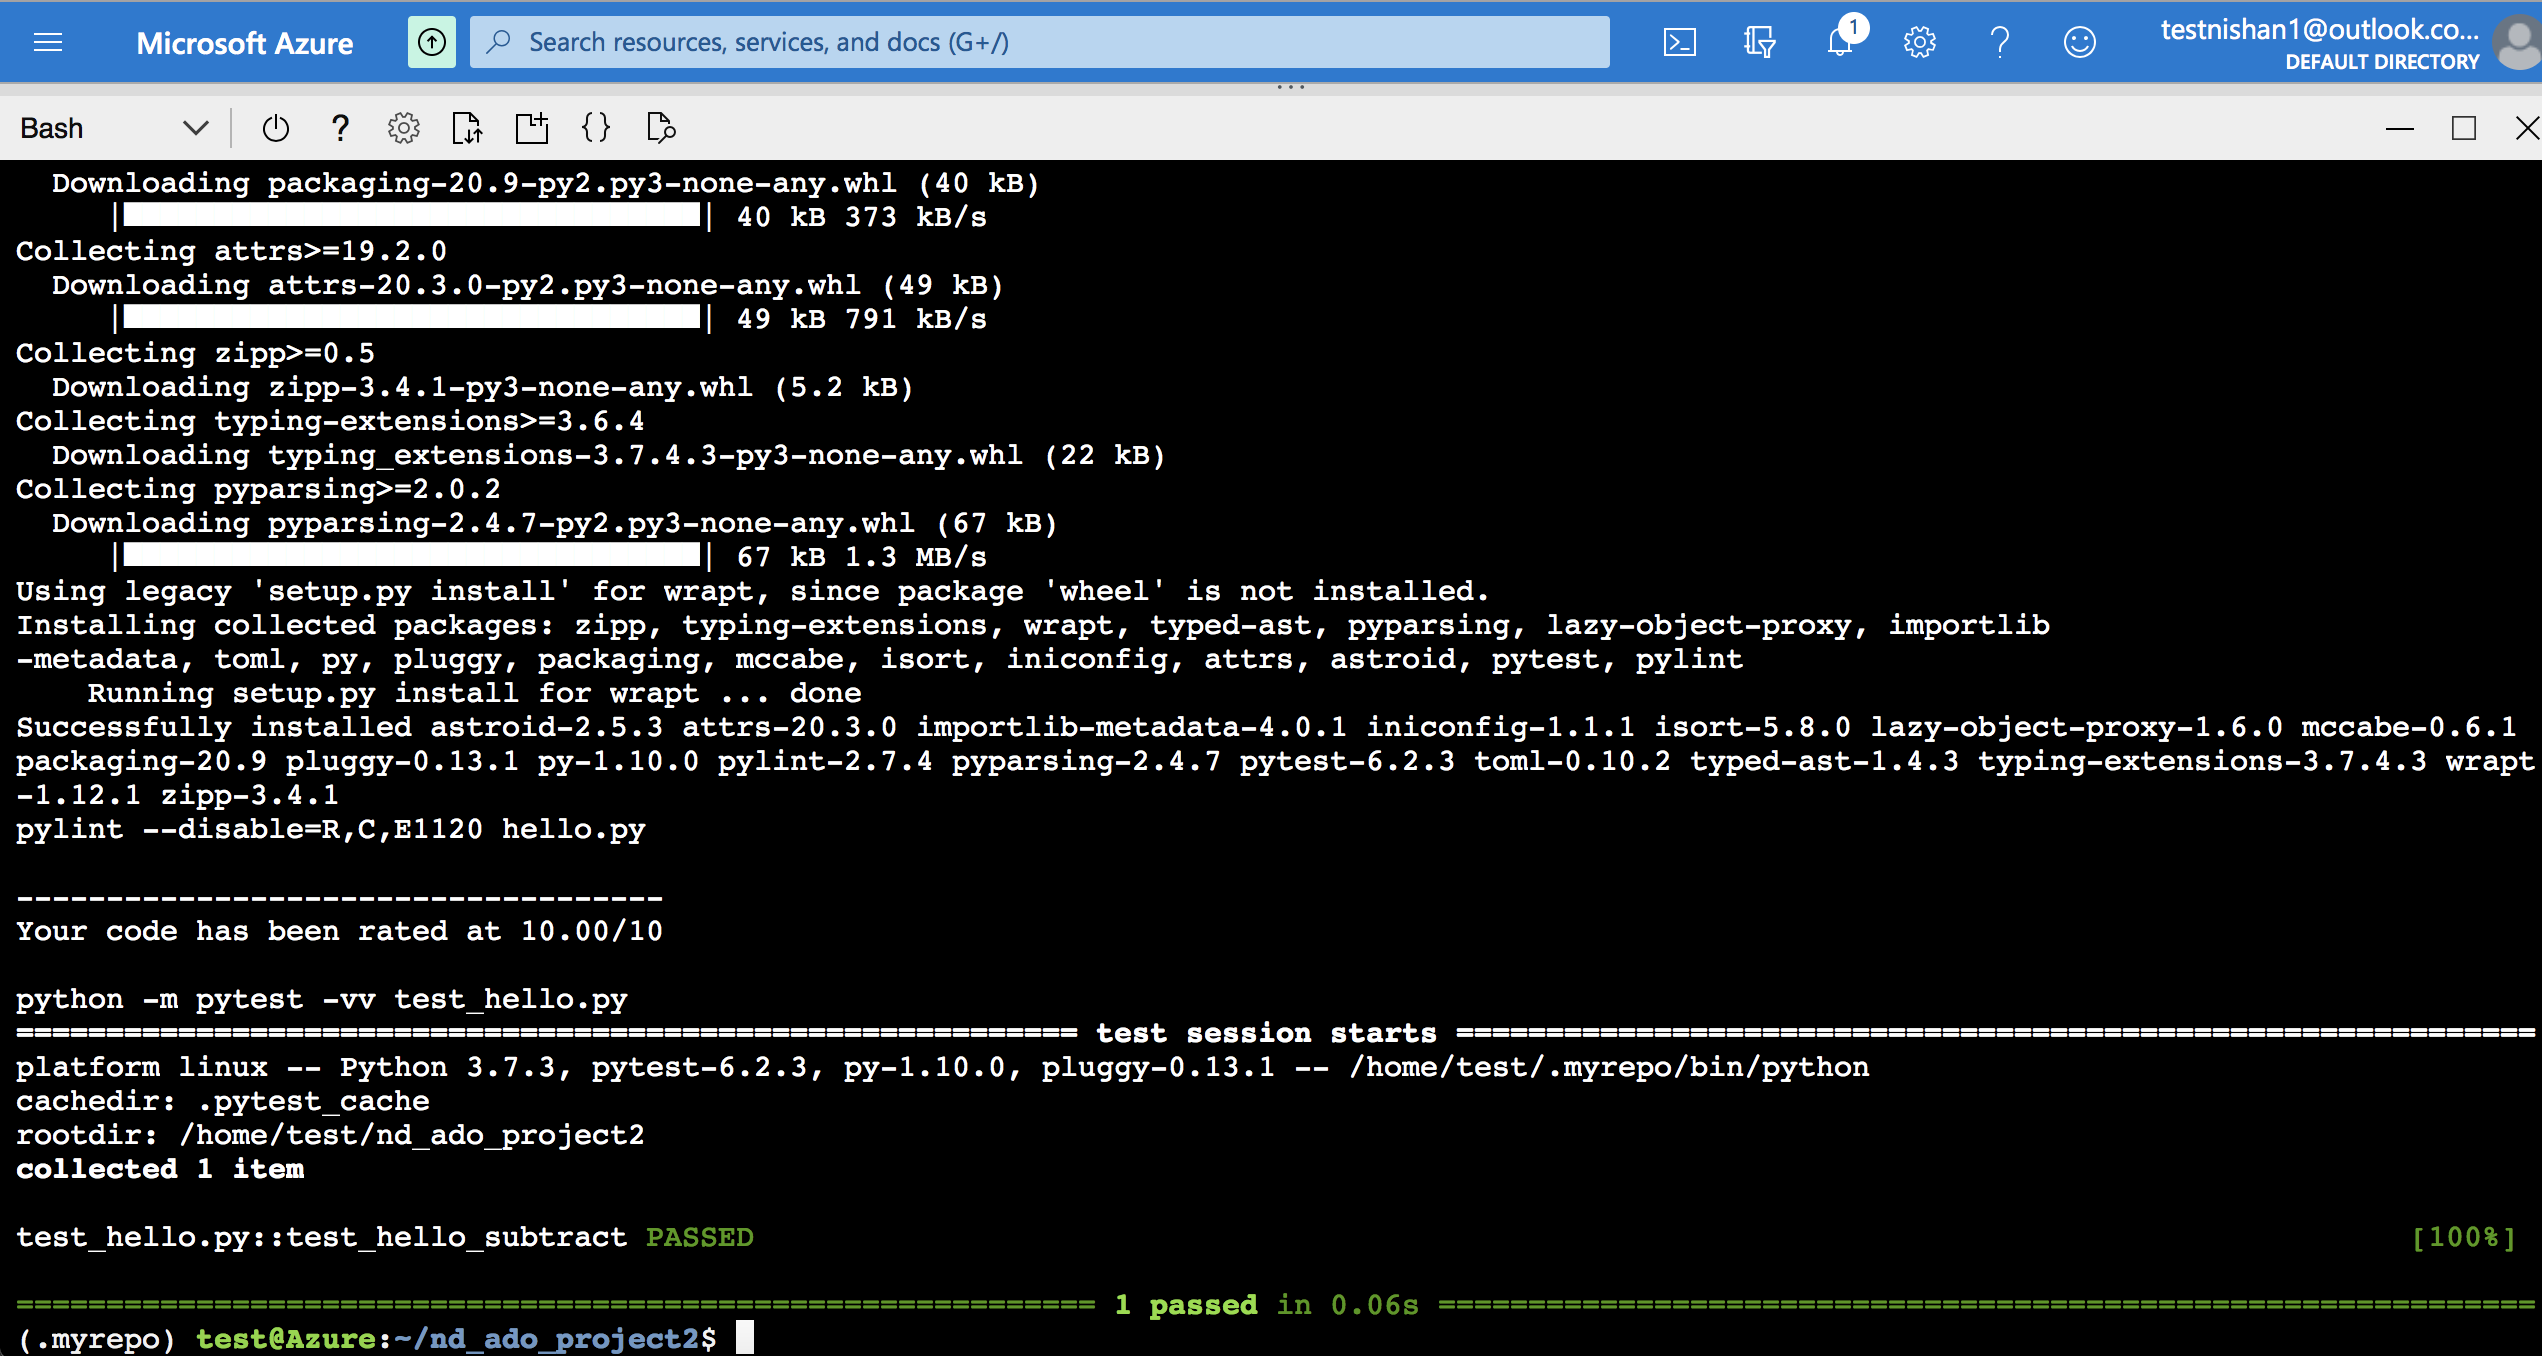 Microsoft Azure
Search resources, services, and docs (G+/)
1
testnishan1@outlook.co...
DEFAULT DIRECTORY
Bash
Downloading packaging-20.9-py2.py3-none-any.whl (40 kB)
| 40 kB 373 kB/s
Collecting attrs>=19.2.0
Downloading attrs-20.3.0-py2.py3-none-any.whl (49 kB)
| 49 kB 791 kB/s
Collecting zipp>=0.5
Downloading zipp-3.4.1-py3-none-any.whl (5.2 kB)
Collecting typing-extensions>=3.6.4
Downloading typing_extensions-3.7.4.3-py3-none-any.whl (22 kB)
Collecting pyparsing>=2.0.2
Downloading pyparsing-2.4.7-py2.py3-none-any.whl (67 kB)
| 67 kB 1.3 MB/s
Using legacy 'setup.py install' for wrapt, since package 'wheel' is not installed.
Installing collected packages: zipp, typing-extensions, wrapt, typed-ast, pyparsing, lazy-object-proxy, importlib
-metadata, toml, py, pluggy, packaging, mccabe, isort, iniconfig, attrs, astroid, pytest, pylint
Running setup.py install for wrapt ... done
Successfully installed astroid-2.5.3 attrs-20.3.0 importlib-metadata-4.0.1 iniconfig-1.1.1 isort-5.8.0 lazy-object-proxy-1.6.0 mccabe-0.6.1
packaging-20.9 pluggy-0.13.1 py-1.10.0 pylint-2.7.4 pyparsing-2.4.7 pytest-6.2.3 toml-0.10.2 typed-ast-1.4.3 typing-extensions-3.7.4.3 wrapt
-1.12.1 zipp-3.4.1
pylint --disable=R,C,E1120 hello.py
------------------------------------
Your code has been rated at 10.00/10
python -m pytest -vv test_hello.py
=========================================================== test session starts ============================================================
platform linux -- Python 3.7.3, pytest-6.2.3, py-1.10.0, pluggy-0.13.1 -- /home/test/.myrepo/bin/python
cachedir: .pytest_cache
rootdir: /home/test/nd_ado_project2
collected 1 item
test_hello.py::test_hello_subtract PASSED [100%]
============================================================ 1 passed in 0.06s =============================================================
(.myrepo) test@Azure:~/nd_ado_project2$